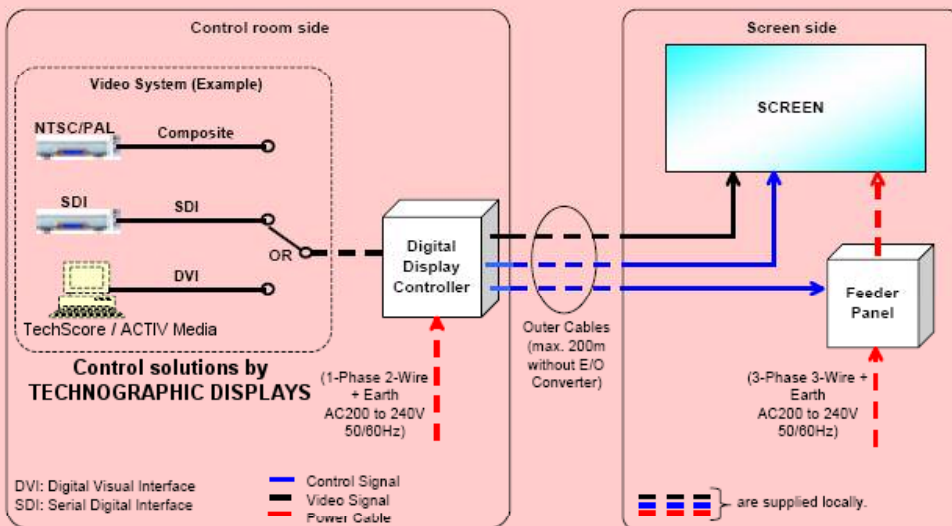 Control room side
Video System (Example)
NTSC/PAL
Composite
SDI
SDI
OR
DVI
TechScore / ACTIV Media
Control solutions by
TECHNOGRAPHIC DISPLAYS
Digital
Display
Controller
(1-Phase 2-Wire
+ Earth
AC200 to 240V
50/60Hz)
Outer Cables
(max. 200m
without E/O
Converter)
DVI: Digital Visual Interface
SDI: Serial Digital Interface
Control Signal
Video Signal
Power Cable
Screen side
SCREEN
Feeder
Panel
(3-Phase 3-Wire +
Earth
AC200 to 240V
50/60Hz)
are supplied locally.